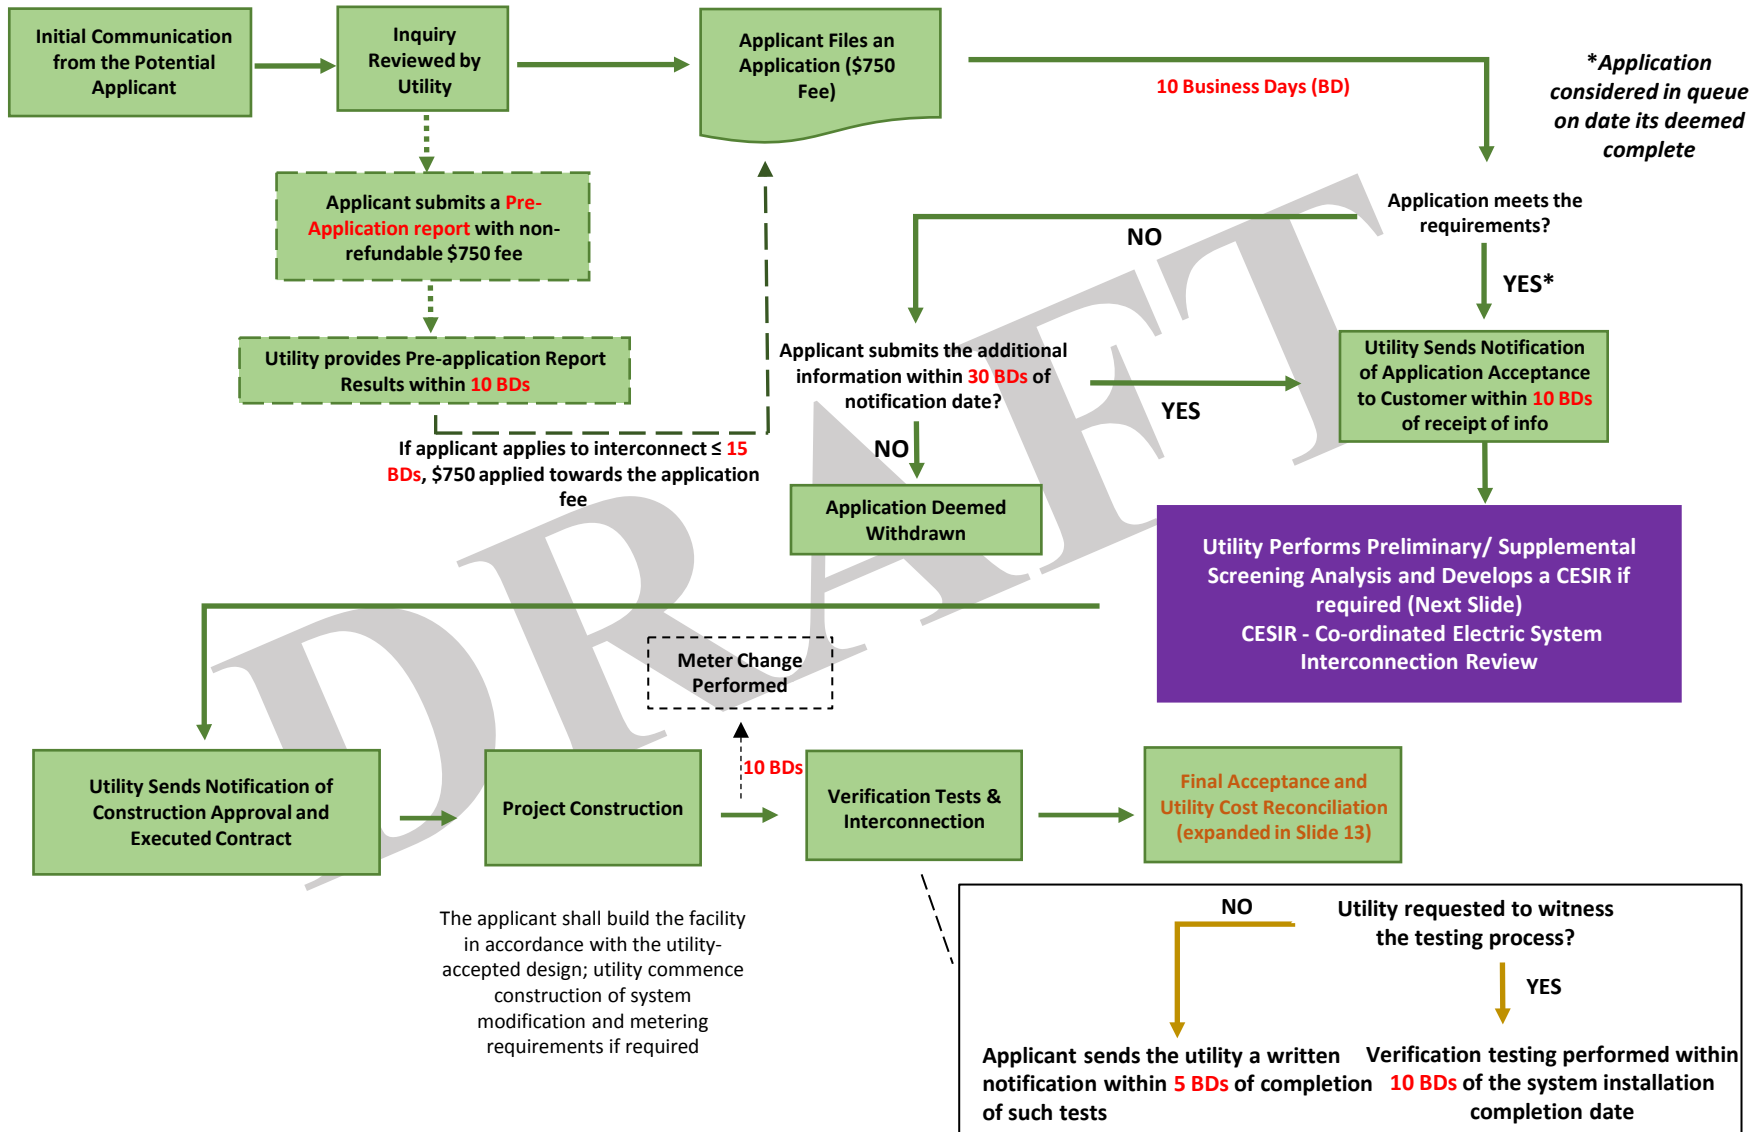 Initial Communication
from the Potential
Applicant
Inquiry
Reviewed by
Utility
Applicant Files an
Application ($750
Fee)
10 Business Days (BD)
*Application
considered in queue
on date its deemed
complete
Applicant submits a Pre-
Application report with non-
refundable $750 fee
Application meets the
requirements?
NO
YES*
Utility provides Pre-application Report
Results within 10 BDs
Applicant submits the additional
information within 30 BDs of
notification date?
YES
NO
Utility Sends Notification
of Application Acceptance
to Customer within 10 BDs
of receipt of info
If applicant applies to interconnect ≤ 15
BDs, $750 applied towards the application
fee
Application Deemed
Withdrawn
Utility Performs Preliminary/ Supplemental
Screening Analysis and Develops a CESIR if
required (Next Slide)
CESIR - Co-ordinated Electric System
Interconnection Review
DRAFT
Meter Change
Performed
10 BDs
Utility Sends Notification of
Construction Approval and
Executed Contract
Project Construction
Verification Tests &
Interconnection
Final Acceptance and
Utility Cost Reconciliation
(expanded in Slide 13)
The applicant shall build the facility
in accordance with the utility-
accepted design; utility commence
construction of system
modification and metering
requirements if required
NO
Utility requested to witness
the testing process?
YES
Applicant sends the utility a written
notification within 5 BDs of completion
of such tests
Verification testing performed within
10 BDs of the system installation
completion date